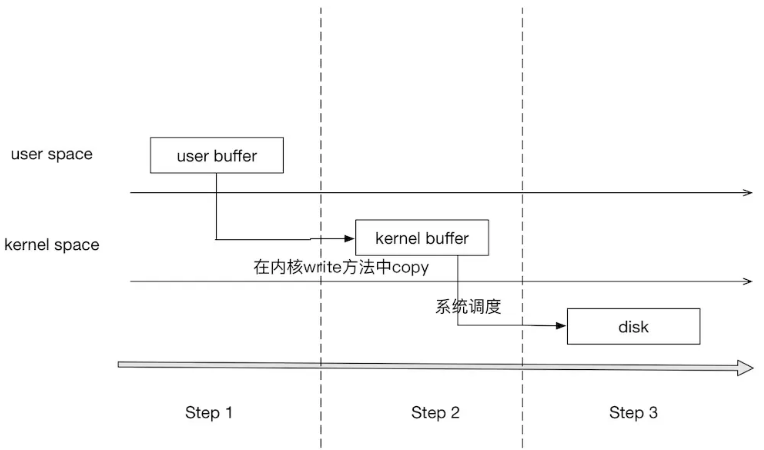 user space
user buffer
kernel space
kernel buffer
在内核write方法中copy
系统调度
disk
Step 1
Step 2
Step 3